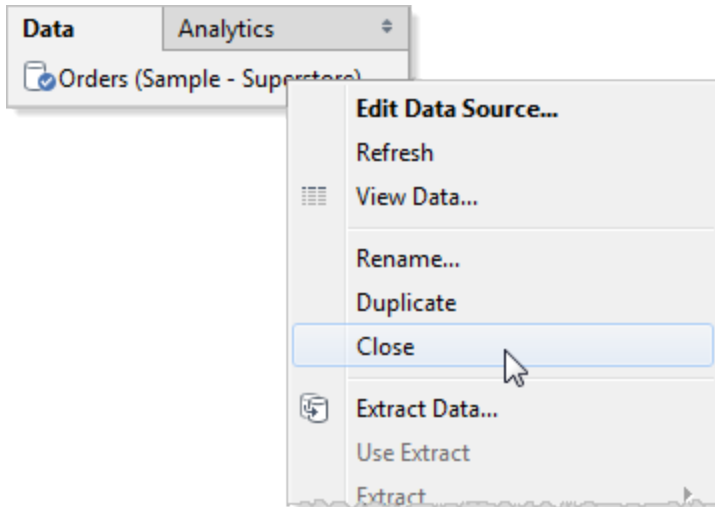 Data Analytics
Orders (Sample - Superstore)
Edit Data Source...
Refresh
View Data...
Rename...
Duplicate
Close
Extract Data...
Use Extract
Extract